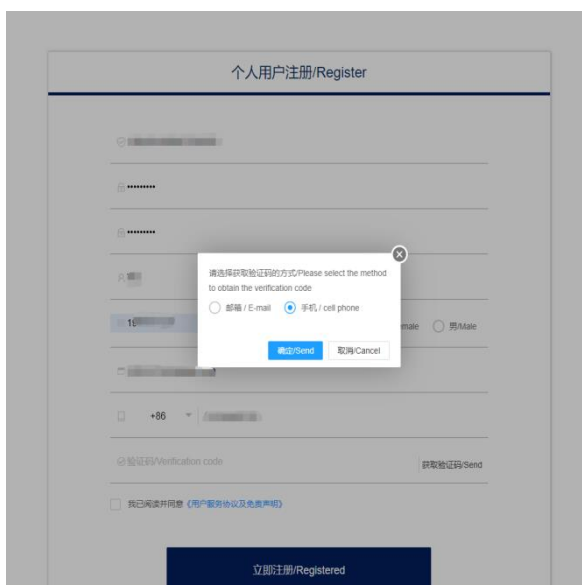 个人用户注册/Register
请选择获取验证码的方式/Please select the method
to obtain the verification code
邮箱 / E-mail 手机 / cell phone
确定/Send 取消/Cancel
男/Male
+86
验证码/Verification code 获取验证码/Send
我已阅读并同意《用户服务协议及免责声明》
立即注册/Registered